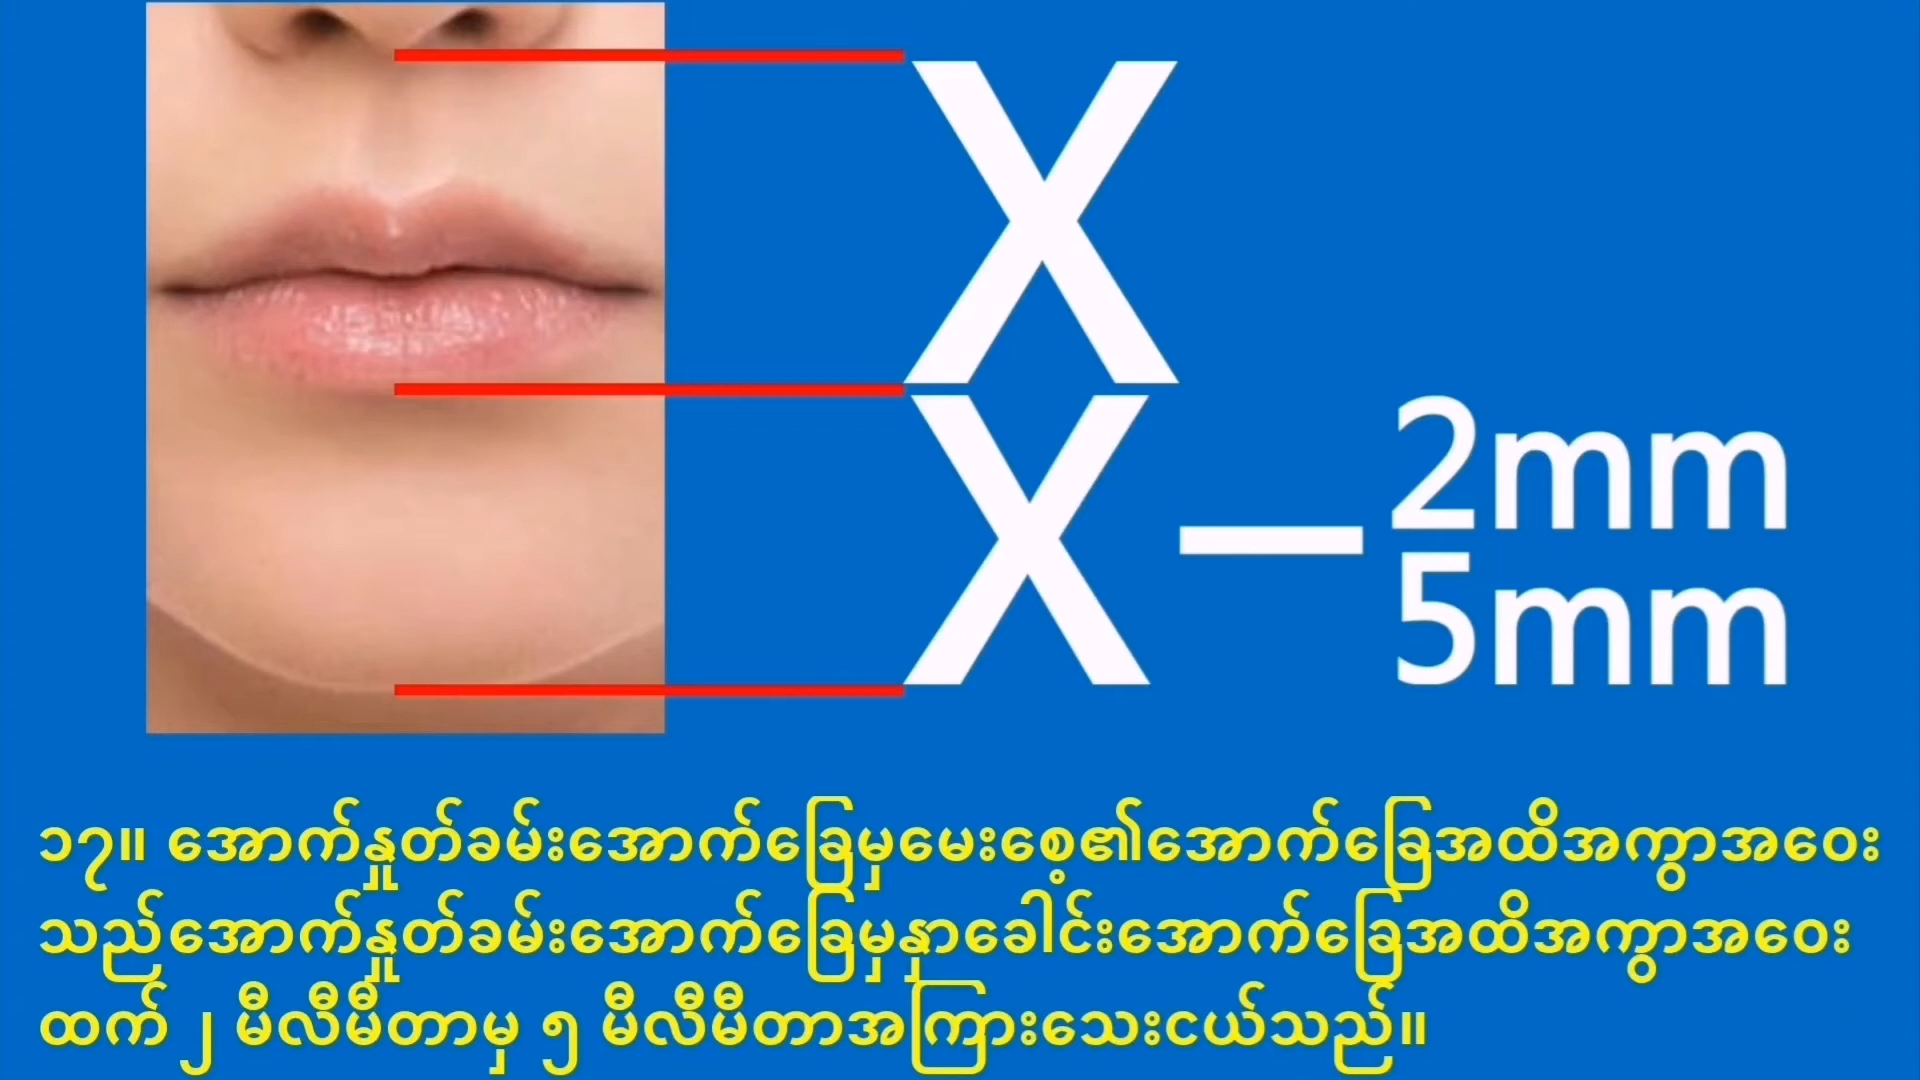 X
X – 2mm
5mm
၁၇။ အောက်နှုတ်ခမ်းအောက်ခြေမှမေးစေ့၏အောက်ခြေအထိအကွာအဝေး
သည်အောက်နှုတ်ခမ်းအောက်ခြေမှနှာခေါင်းအောက်ခြေအထိအကွာအဝေး
ထက် ၂ မီလီမီတာမှ ၅ မီလီမီတာအကြားသေးငယ်သည်။